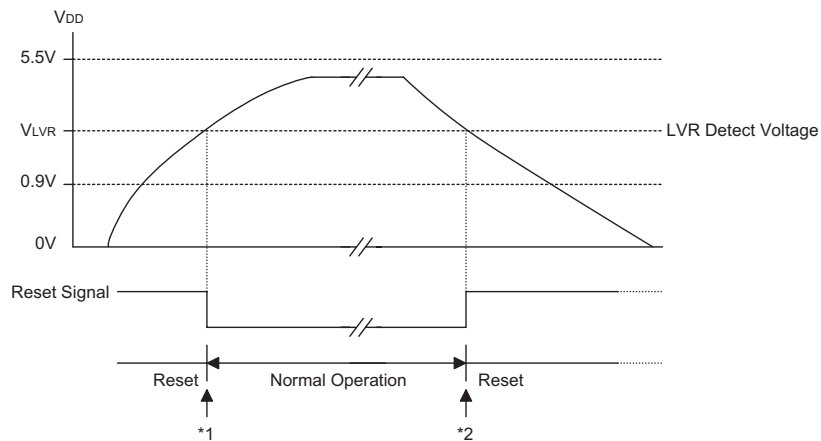 VDD
5.5V
VLVR
LVR Detect Voltage
0.9V
0V
Reset Signal
Reset
Normal Operation
Reset
*1
*2